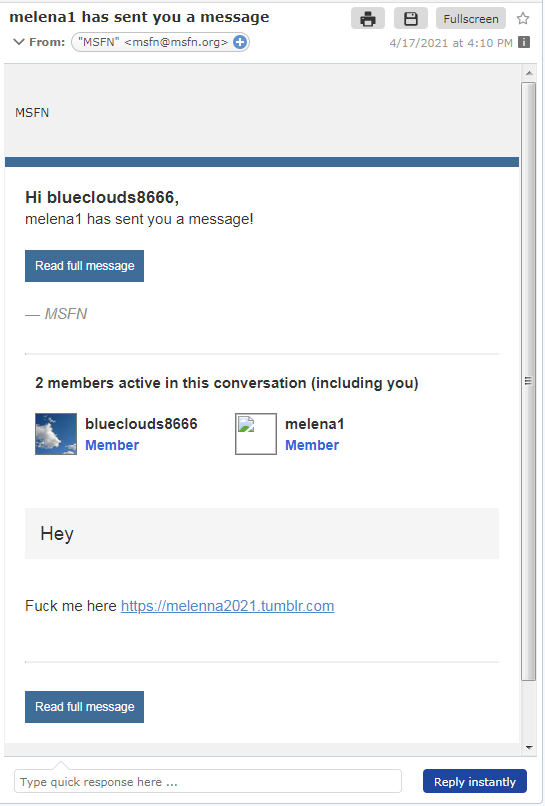 melena1 has sent you a message
Fullscreen
From: "MSFN" <msfn@msfn.org>
4/17/2021 at 4:10 PM
MSFN
Hi blueclouds8666,
melena1 has sent you a message!
Read full message
— MSFN
2 members active in this conversation (including you)
blueclouds8666
Member
melena1
Member
Hey
Fuck me here https://melenna2021.tumblr.com
Read full message
Type quick response here ...
Reply instantly